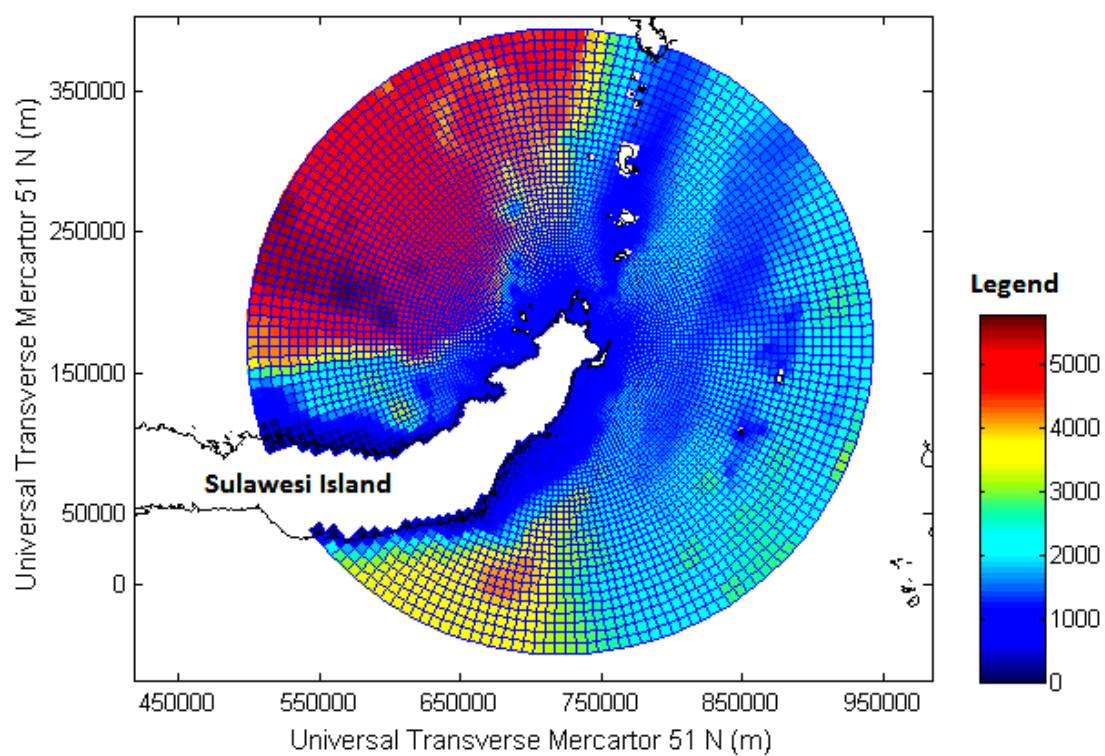 Universal Transverse Mercartor 51 N (m)
350000
250000
150000
50000
0
Sulawesi Island
Legend
5000
4000
3000
2000
1000
0
450000 550000 650000 750000 850000 950000
Universal Transverse Mercartor 51 N (m)